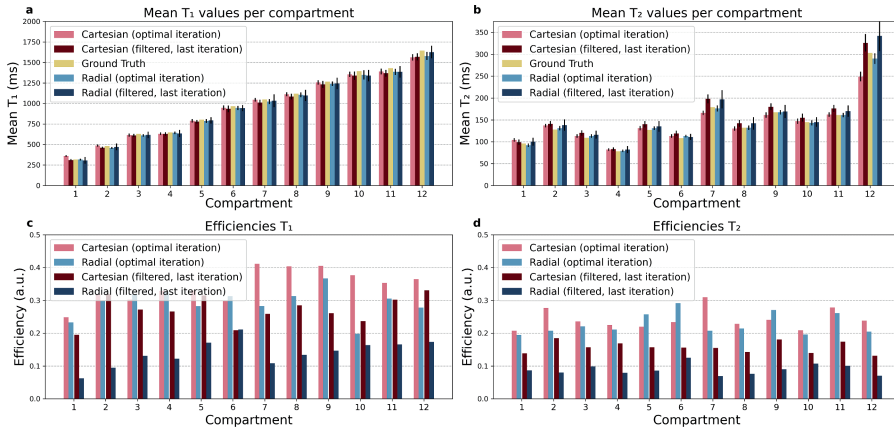 a
Mean T₁ values per compartment
Mean T₁ (ms)
2000
1750
1500
1250
1000
750
500
250
0
Cartesian (optimal iteration)
Cartesian (filtered, last iteration)
Ground Truth
Radial (optimal iteration)
Radial (filtered, last iteration)
1 2 3 4 5 6 7 8 9 10 11 12
Compartment
b
Mean T₂ values per compartment
Mean T₂ (ms)
350
300
250
200
150
100
50
0
Cartesian (optimal iteration)
Cartesian (filtered, last iteration)
Ground Truth
Radial (optimal iteration)
Radial (filtered, last iteration)
1 2 3 4 5 6 7 8 9 10 11 12
Compartment
c
Efficiencies T₁
Efficiency (a.u.)
0.5
0.4
0.3
0.2
0.1
0.0
Cartesian (optimal iteration)
Radial (optimal iteration)
Cartesian (filtered, last iteration)
Radial (filtered, last iteration)
1 2 3 4 5 6 7 8 9 10 11 12
Compartment
d
Efficiencies T₂
Efficiency (a.u.)
0.5
0.4
0.3
0.2
0.1
0.0
Cartesian (optimal iteration)
Radial (optimal iteration)
Cartesian (filtered, last iteration)
Radial (filtered, last iteration)
1 2 3 4 5 6 7 8 9 10 11 12
Compartment